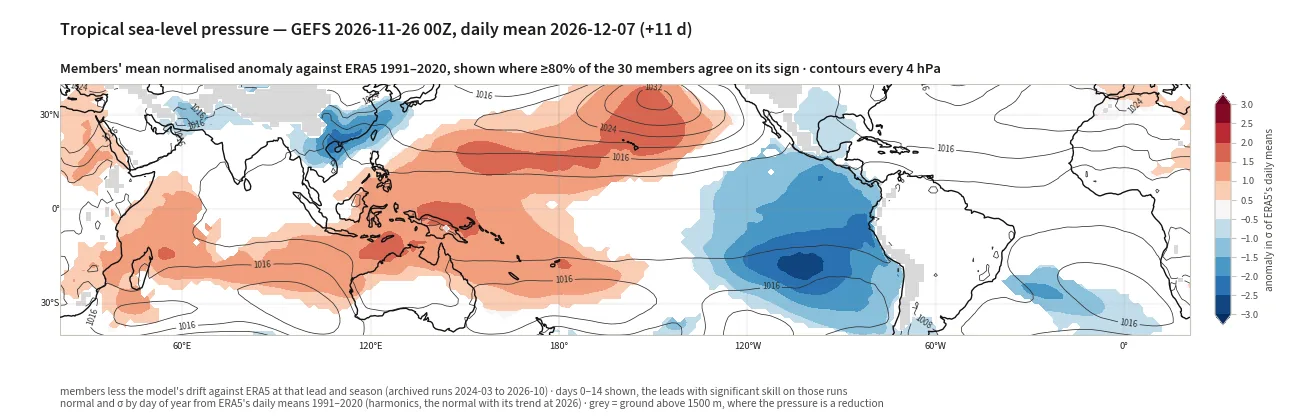 Tropical sea-level pressure — GEFS 2026-11-26 00Z, daily mean 2026-12-07 (+11 d)
Members' mean normalised anomaly against ERA5 1991–2020, shown where ≥80% of the 30 members agree on its sign · contours every 4 hPa
30°N
0°
30°S
60°E
120°E
180°
120°W
60°W
0°
1016
1032
1024
1016
1016
1024
1016
1016
1016
1016
1016
1016
1008
1016
3.0
2.5
2.0
1.5
1.0
0.5
−0.5
−1.0
−1.5
−2.0
−2.5
−3.0
anomaly in σ of ERA5's daily means
members less the model's drift against ERA5 at that lead and season (archived runs 2024-03 to 2026-10) · days 0–14 shown, the leads with significant skill on those runs
normal and σ by day of year from ERA5's daily means 1991–2020 (harmonics, the normal with its trend at 2026) · grey = ground above 1500 m, where the pressure is a reduction